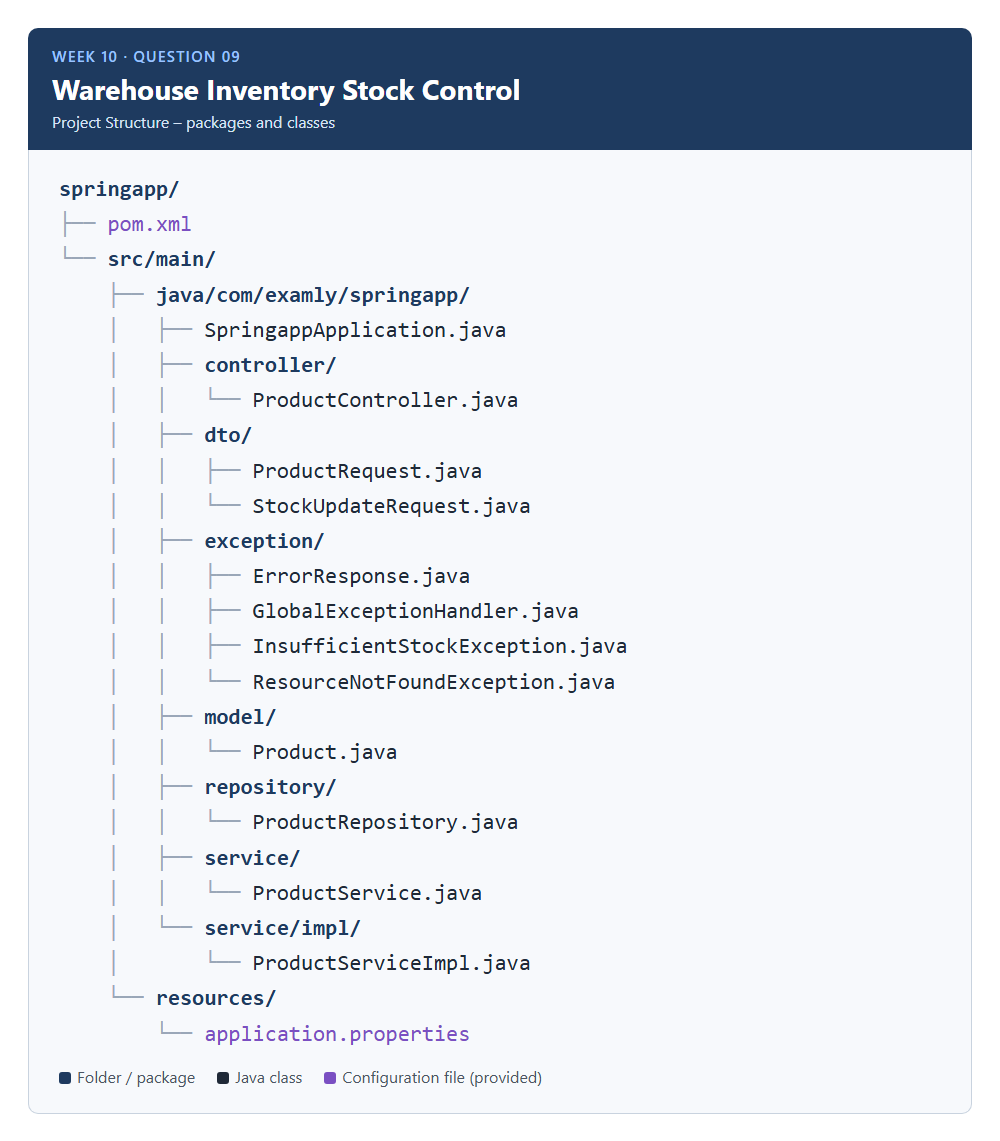 WEEK 10 · QUESTION 09
Warehouse Inventory Stock Control
Project Structure – packages and classes
springapp/
├── pom.xml
└── src/main/
    ├── java/com/examly/springapp/
    │   ├── SpringappApplication.java
    │   ├── controller/
    │   │   └── ProductController.java
    │   ├── dto/
    │   │   ├── ProductRequest.java
    │   │   └── StockUpdateRequest.java
    │   ├── exception/
    │   │   ├── ErrorResponse.java
    │   │   ├── GlobalExceptionHandler.java
    │   │   ├── InsufficientStockException.java
    │   │   └── ResourceNotFoundException.java
    │   ├── model/
    │   │   └── Product.java
    │   ├── repository/
    │   │   └── ProductRepository.java
    │   ├── service/
    │   │   └── ProductService.java
    │   └── service/impl/
    │       └── ProductServiceImpl.java
    └── resources/
        └── application.properties
Folder / package Java class Configuration file (provided)